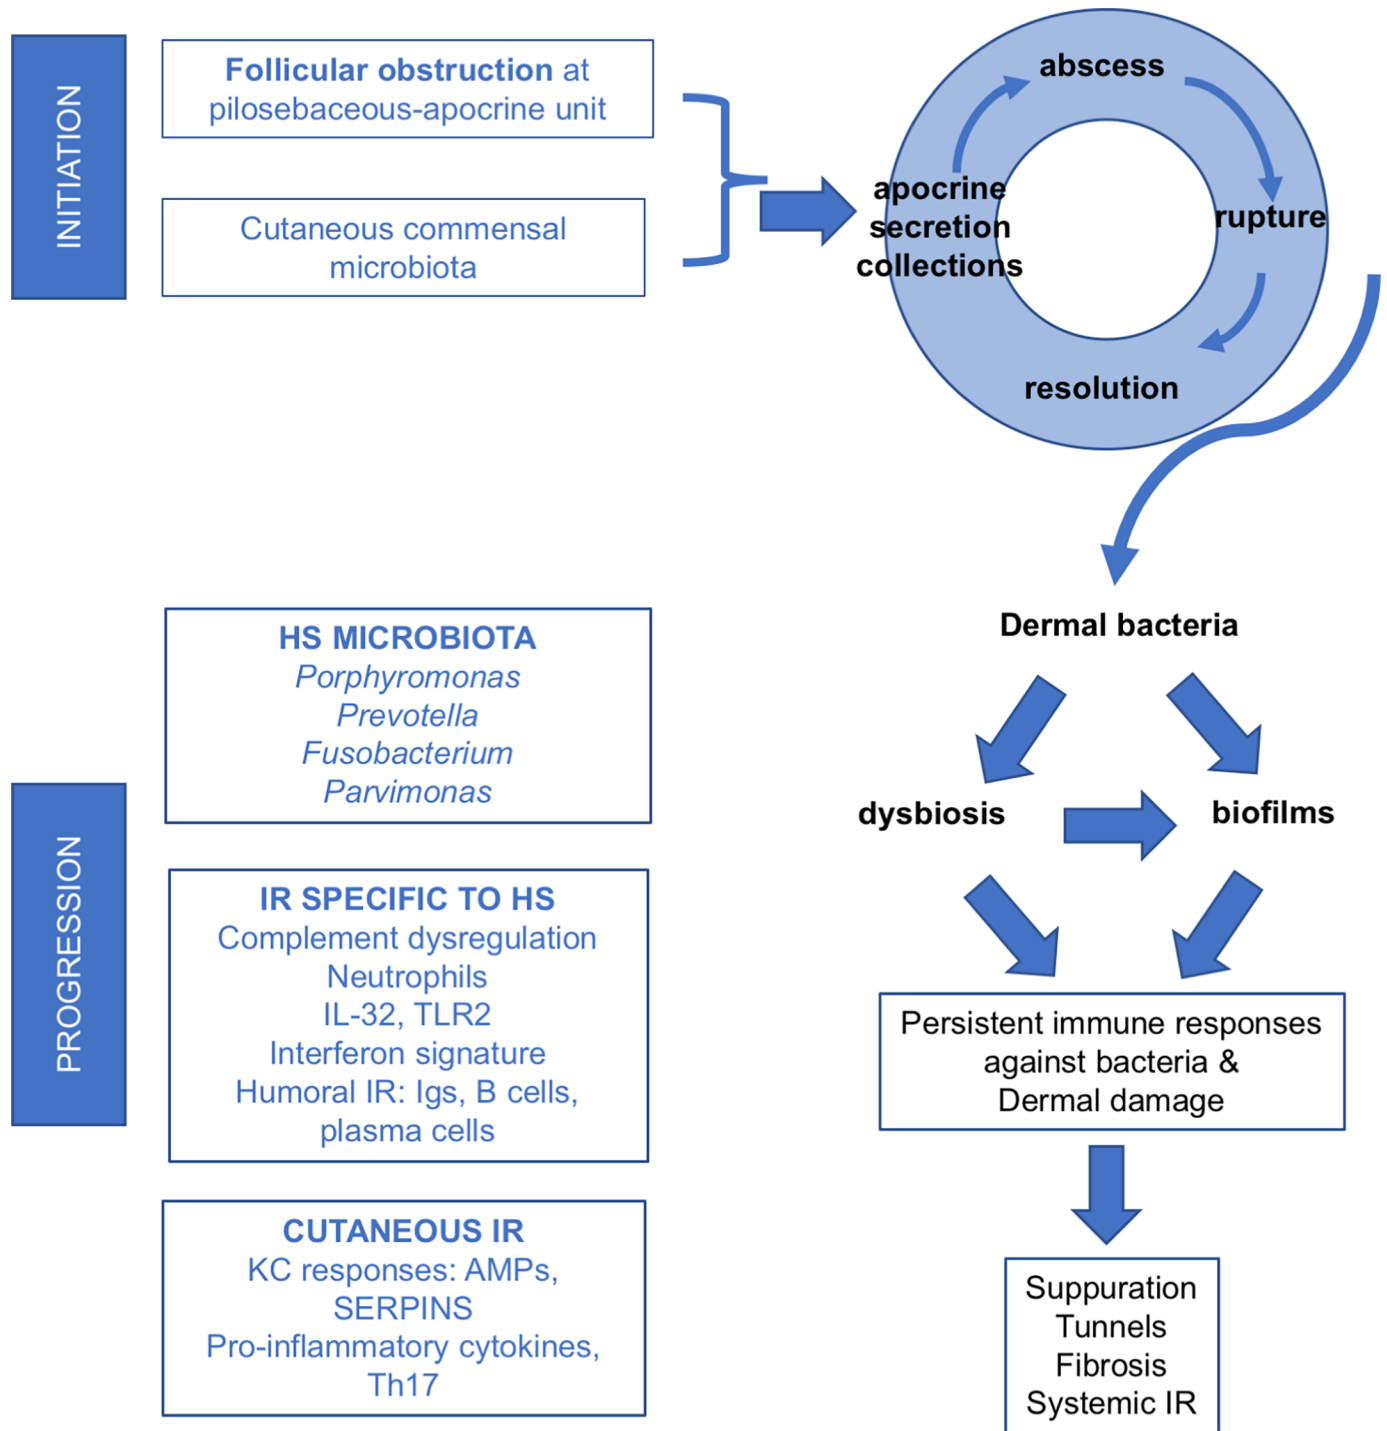 INITIATION
Follicular obstruction at
pilosebaceous-apocrine unit
Cutaneous commensal
microbiota
abscess
apocrine
secretion
collections
rupture
resolution
Dermal bacteria
dysbiosis
biofilms
Persistent immune responses
against bacteria &
Dermal damage
Suppuration
Tunnels
Fibrosis
Systemic IR
PROGRESSION
HS MICROBIOTA
Porphyromonas
Prevotella
Fusobacterium
Parvimonas
IR SPECIFIC TO HS
Complement dysregulation
Neutrophils
IL-32, TLR2
Interferon signature
Humoral IR: Igs, B cells,
plasma cells
CUTANEOUS IR
KC responses: AMPs,
SERPINS
Pro-inflammatory cytokines,
Th17